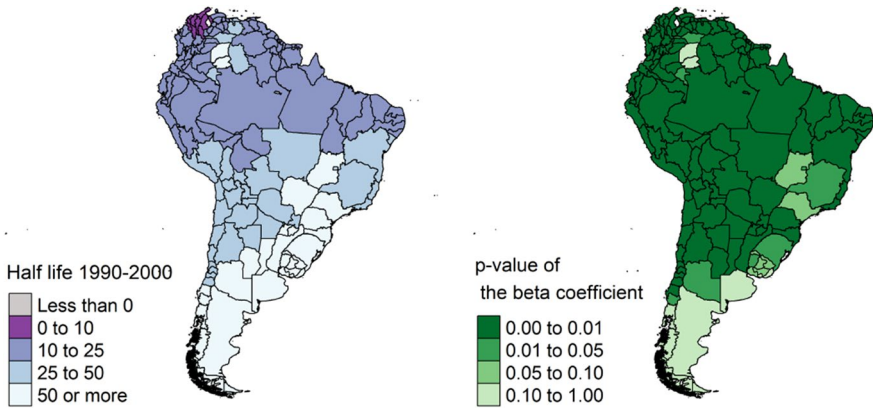 Half life 1990-2000
Less than 0
0 to 10
10 to 25
25 to 50
50 or more
p-value of
the beta coefficient
0.00 to 0.01
0.01 to 0.05
0.05 to 0.10
0.10 to 1.00